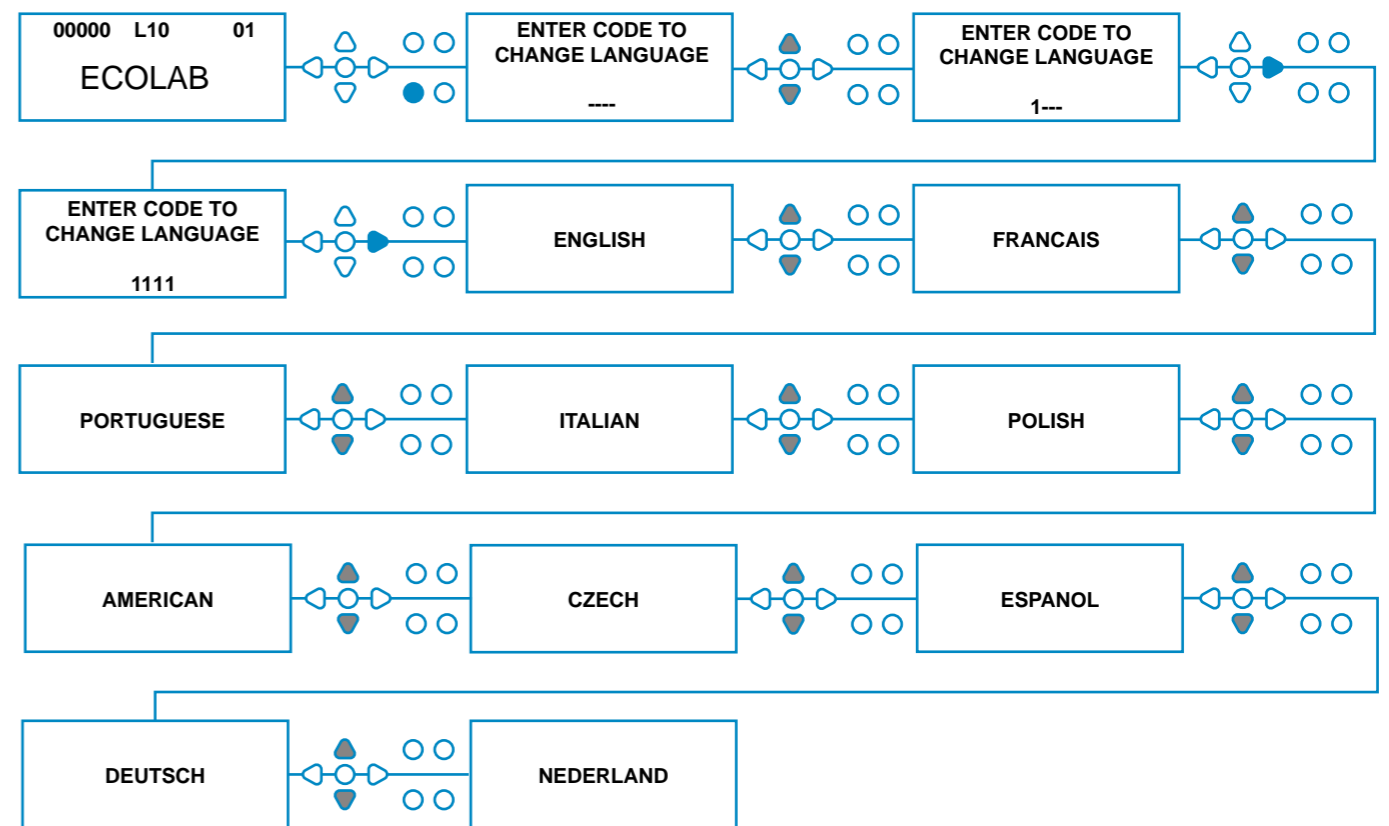 00000 L10 01
ECOLAB
ENTER CODE TO
CHANGE LANGUAGE
----
ENTER CODE TO
CHANGE LANGUAGE
1---
ENTER CODE TO
CHANGE LANGUAGE
1111
ENGLISH
FRANCAIS
PORTUGUESE
ITALIAN
POLISH
AMERICAN
CZECH
ESPANOL
DEUTSCH
NEDERLAND